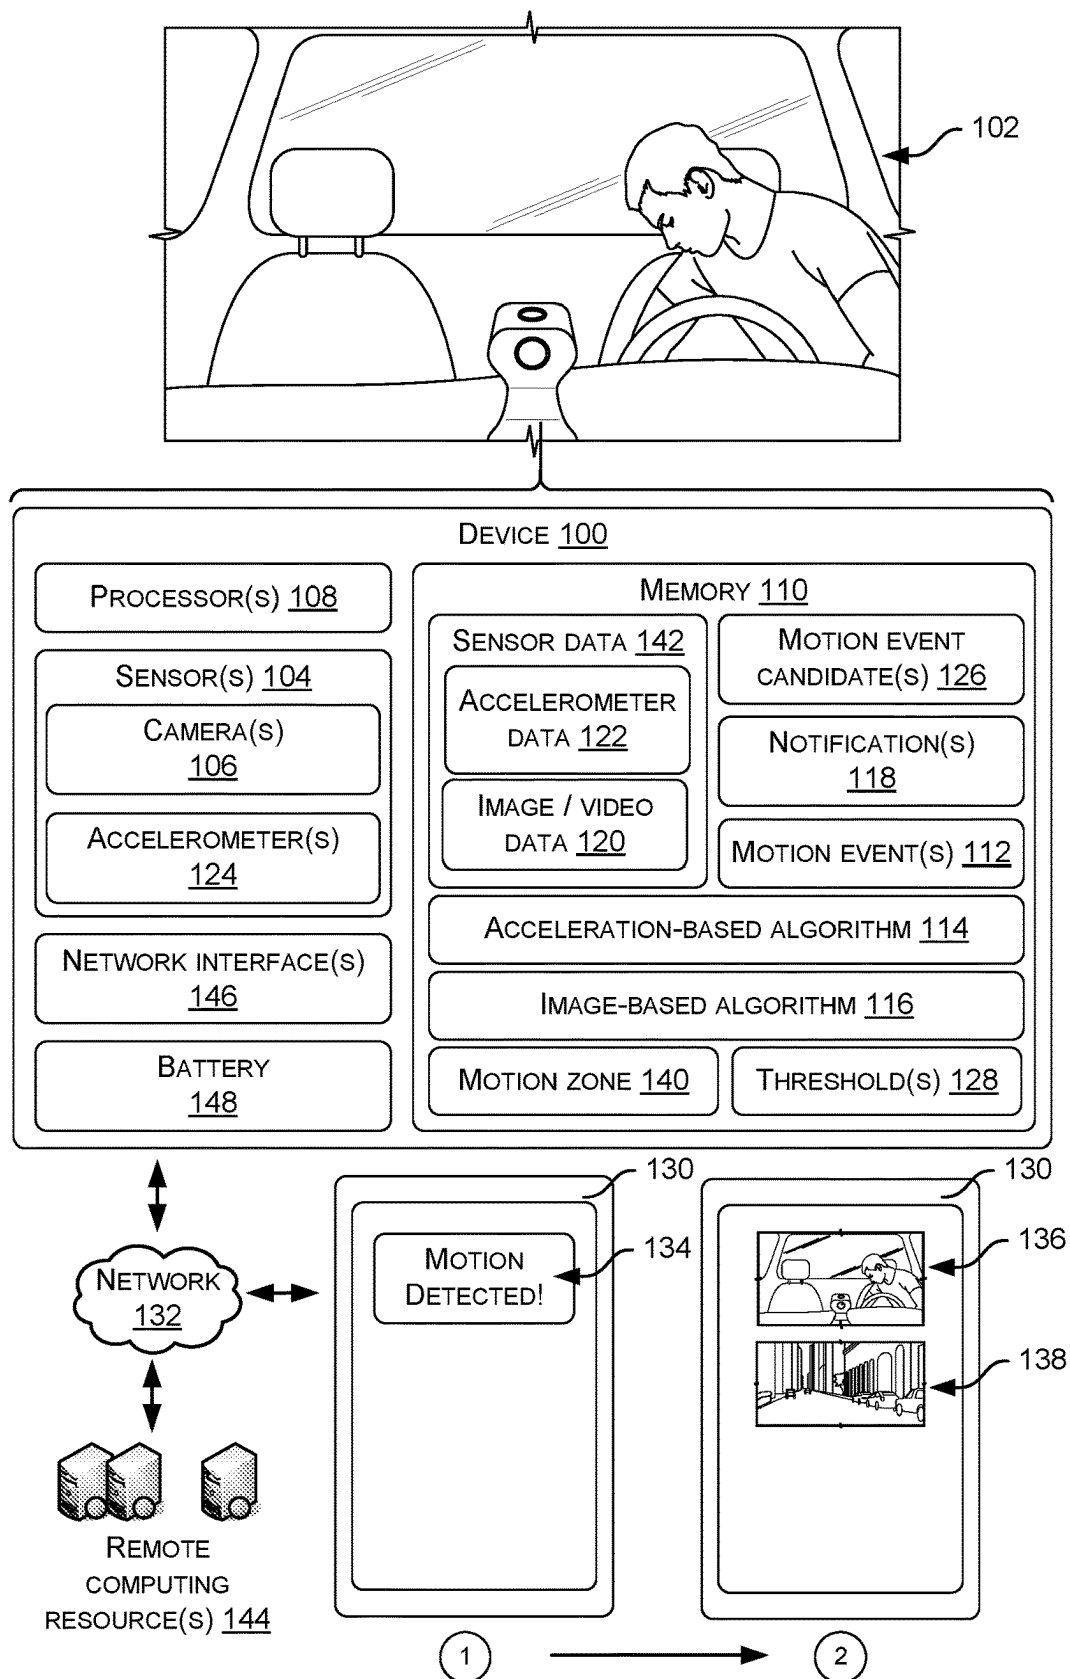 102
DEVICE 100
PROCESSOR(S) 108
SENSOR(S) 104
CAMERA(S)
106
ACCELEROMETER(S)
124
NETWORK INTERFACE(S)
146
BATTERY
148
MEMORY 110
SENSOR DATA 142
ACCELEROMETER
DATA 122
IMAGE / VIDEO
DATA 120
MOTION EVENT
CANDIDATE(S) 126
NOTIFICATION(S)
118
MOTION EVENT(S) 112
ACCELERATION-BASED ALGORITHM 114
IMAGE-BASED ALGORITHM 116
MOTION ZONE 140
THRESHOLD(S) 128
NETWORK
132
REMOTE
COMPUTING
RESOURCE(S) 144
130
MOTION
DETECTED!
134
1
130
136
138
2